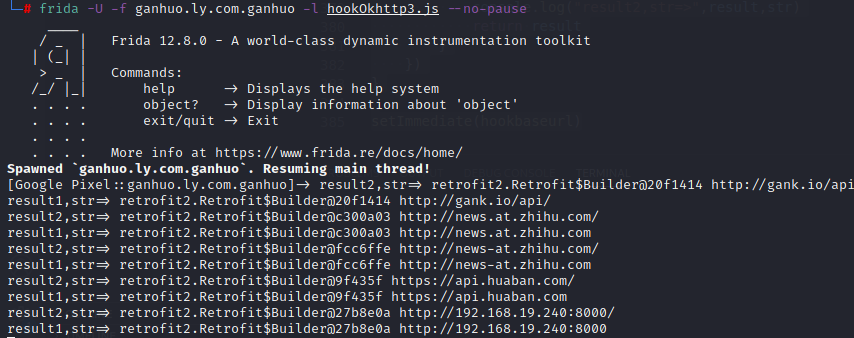 └─# frida -U -f ganhuo.ly.com.ganhuo -l hookOkhttp3.js --no-pause
     ____
    / _  |   Frida 12.8.0 - A world-class dynamic instrumentation toolkit
   | (_| |
    > _  |   Commands:
   /_/ |_|       help      -> Displays the help system
   . . . .       object?   -> Display information about 'object'
   . . . .       exit/quit -> Exit
   . . . .
   . . . .   More info at https://www.frida.re/docs/home/
Spawned `ganhuo.ly.com.ganhuo`. Resuming main thread!
[Google Pixel::ganhuo.ly.com.ganhuo]-> result2,str=> retrofit2.Retrofit$Builder@20f1414 http://gank.io/api
result1,str=> retrofit2.Retrofit$Builder@20f1414 http://gank.io/api/
result2,str=> retrofit2.Retrofit$Builder@c300a03 http://news.at.zhihu.com/
result1,str=> retrofit2.Retrofit$Builder@c300a03 http://news.at.zhihu.com
result2,str=> retrofit2.Retrofit$Builder@fcc6ffe http://news-at.zhihu.com/
result1,str=> retrofit2.Retrofit$Builder@fcc6ffe http://news-at.zhihu.com
result2,str=> retrofit2.Retrofit$Builder@9f435f https://api.huaban.com/
result1,str=> retrofit2.Retrofit$Builder@9f435f https://api.huaban.com
result2,str=> retrofit2.Retrofit$Builder@27b8e0a http://192.168.19.240:8000/
result1,str=> retrofit2.Retrofit$Builder@27b8e0a http://192.168.19.240:8000